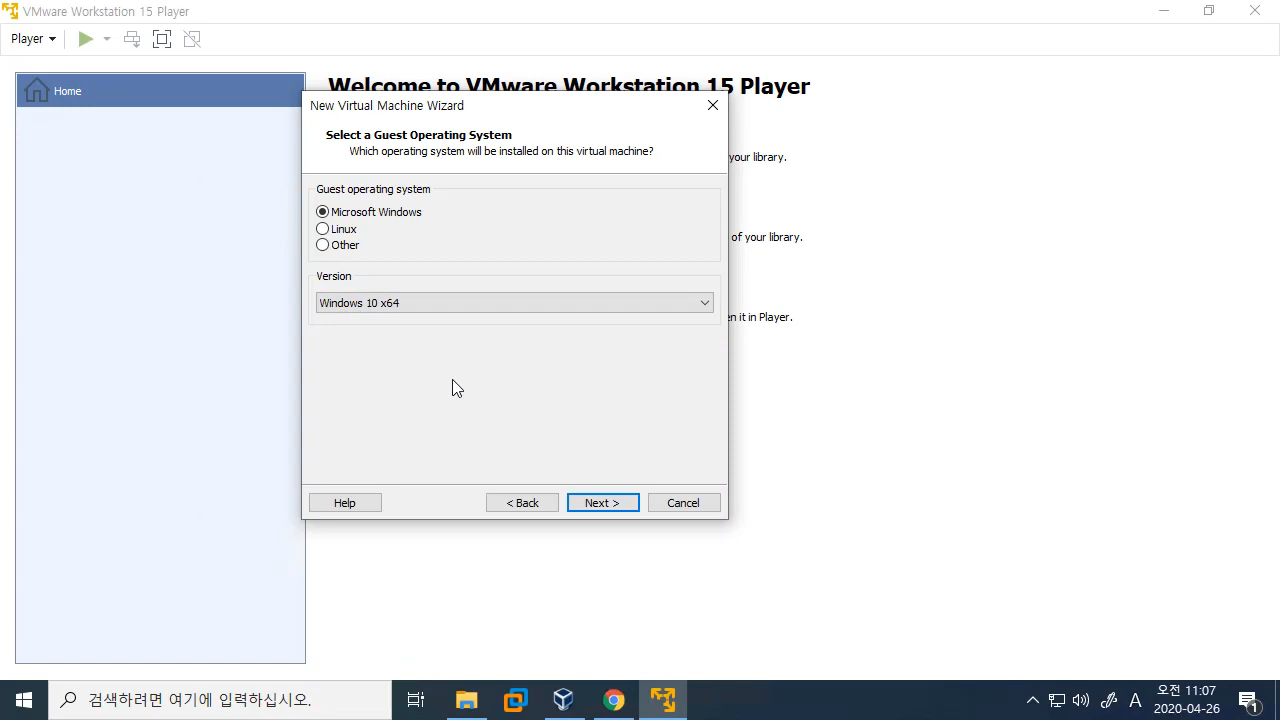 VMware Workstation 15 Player
Player
Home
Welcome to VMware Workstation 15 Player
New Virtual Machine Wizard
Select a Guest Operating System
Which operating system will be installed on this virtual machine?
your library.
Guest operating system
Microsoft Windows
Linux
of your library.
Other
Version
Windows 10 x64
en it in Player.
Help
< Back
Next >
Cancel
검색하려면 여기에 입력하십시오.
A
오전 11:07
2020-04-26
1